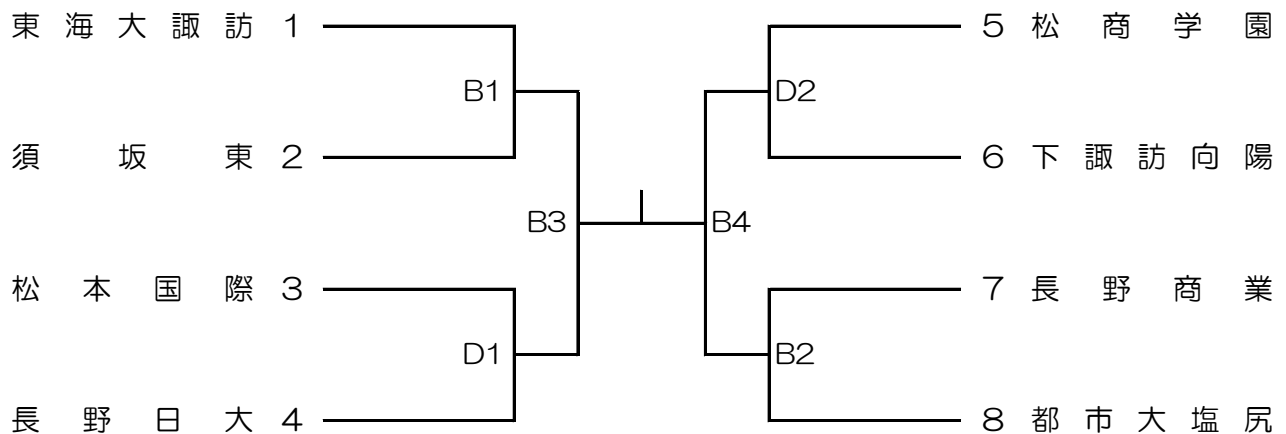 東海大諏訪 1
5 松商学園
B1
D2
須坂東 2
6 下諏訪向陽
B3
B4
松本国際 3
7 長野商業
D1
B2
長野日大 4
8 都市大塩尻